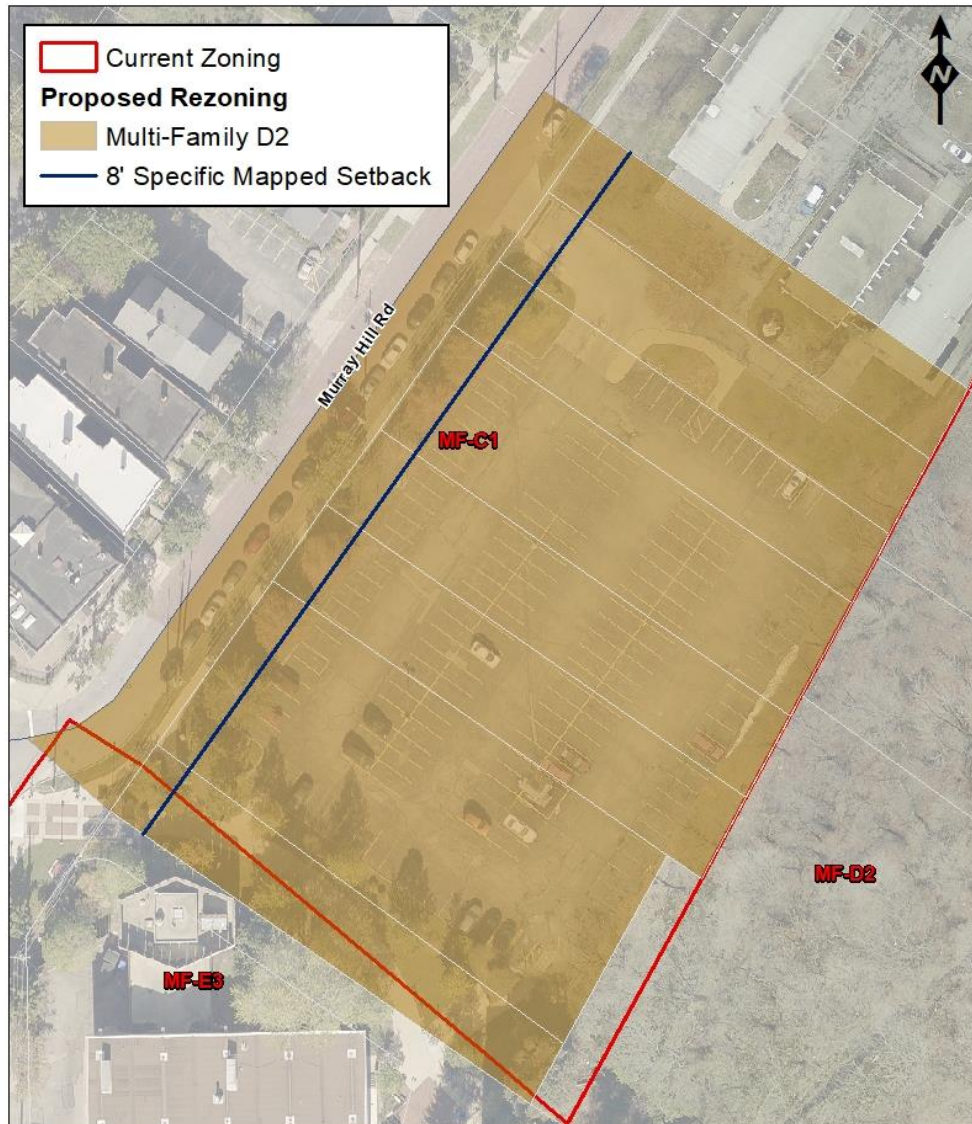 Current Zoning
Proposed Rezoning
Multi-Family D2
8' Specific Mapped Setback
N
Murray Hill Rd
MF-C1
MF-D2
MF-E3